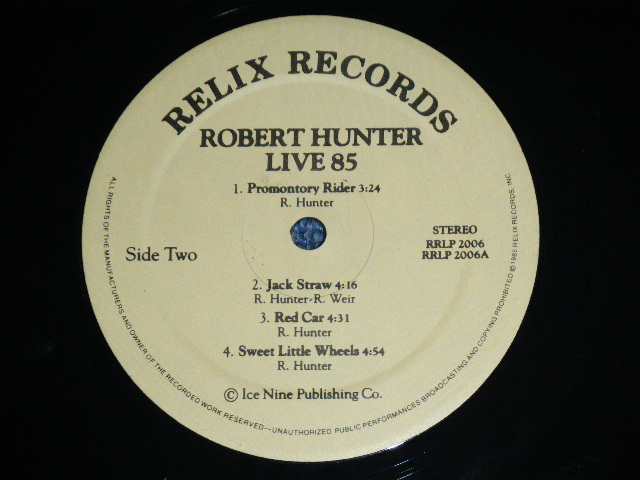 RELIX RECORDS
ROBERT HUNTER
LIVE 85
1. Promontory Rider 3:24
R. Hunter
Side Two
STEREO
RRLP 2006
RRLP 2006A
2. Jack Straw 4:16
R. Hunter-R. Weir
3. Red Car 4:31
R. Hunter
4. Sweet Little Wheels 4:54
R. Hunter
© Ice Nine Publishing Co.
ALL RIGHTS OF THE MANUFACTURERS AND OWNER OF THE RECORDED WORK RESERVED—UNAUTHORIZED PUBLIC PERFORMANCES BROADCASTING AND COPYING PROHIBITED ℗ 1985 RELIX RECORDS, INC.